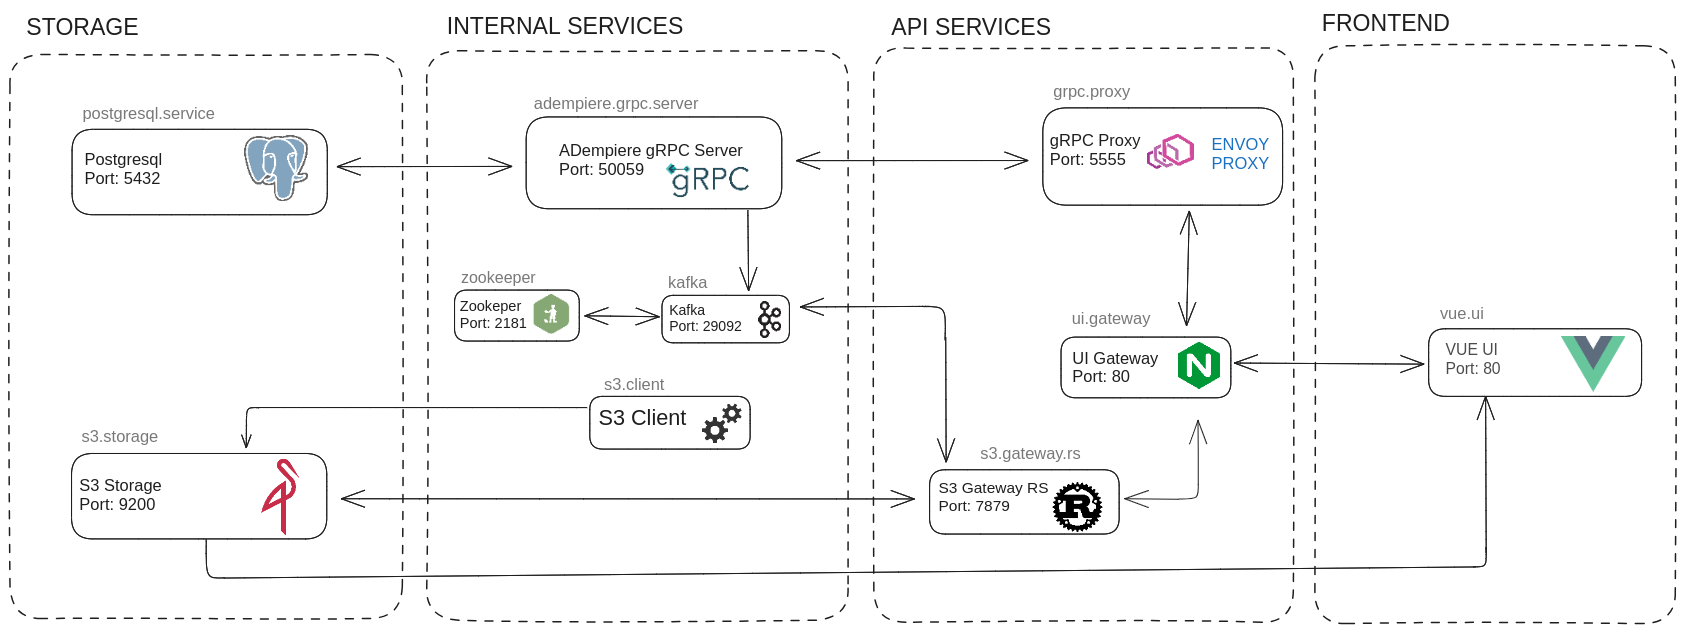 STORAGE
postgresql.service
Postgresql
Port: 5432
s3.storage
S3 Storage
Port: 9200
INTERNAL SERVICES
adempiere.grpc.server
ADempiere gRPC Server
Port: 50059
gRPC
zookeeper
Zookeper
Port: 2181
kafka
Kafka
Port: 29092
s3.client
S3 Client
API SERVICES
grpc.proxy
gRPC Proxy
Port: 5555
ENVOY
PROXY
ui.gateway
UI Gateway
Port: 80
N
s3.gateway.rs
S3 Gateway RS
Port: 7879
R
FRONTEND
vue.ui
VUE UI
Port: 80